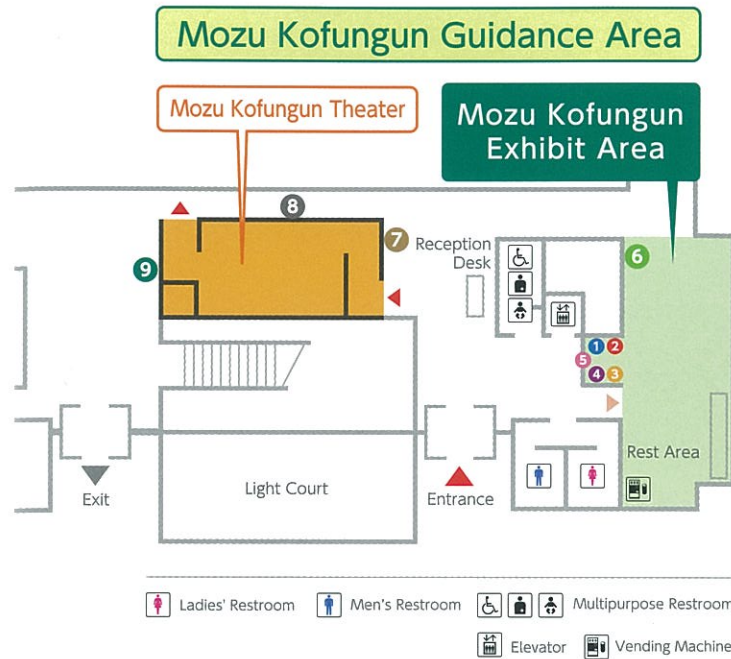 Mozu Kofungun Guidance Area
Mozu Kofungun Theater
Mozu Kofungun
Exhibit Area
8
7
Reception
Desk
6
9
1 2
5
4 3
Rest Area
Exit
Light Court
Entrance
Ladies' Restroom
Men's Restroom
Multipurpose Restroom
Elevator
Vending Machine